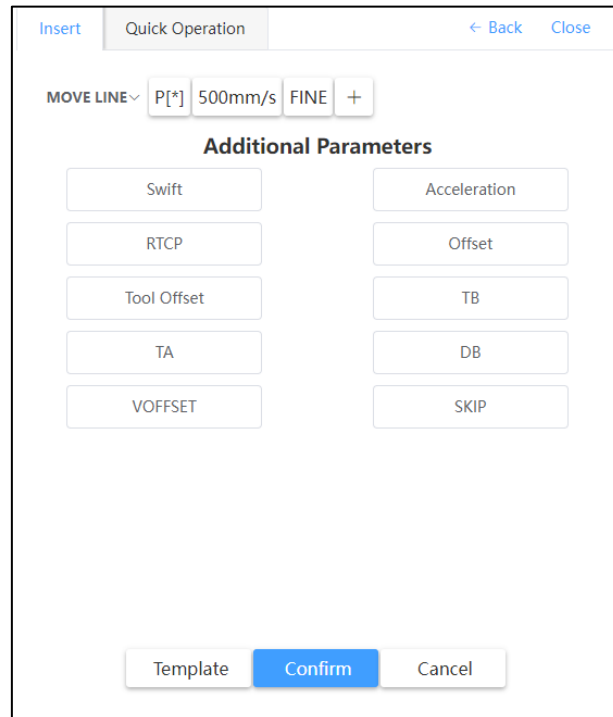 Insert Quick Operation ← Back Close
MOVE LINE P[*] 500mm/s FINE +
Additional Parameters
Swift Acceleration
RTCP Offset
Tool Offset TB
TA DB
VOFFSET SKIP
Template Confirm Cancel